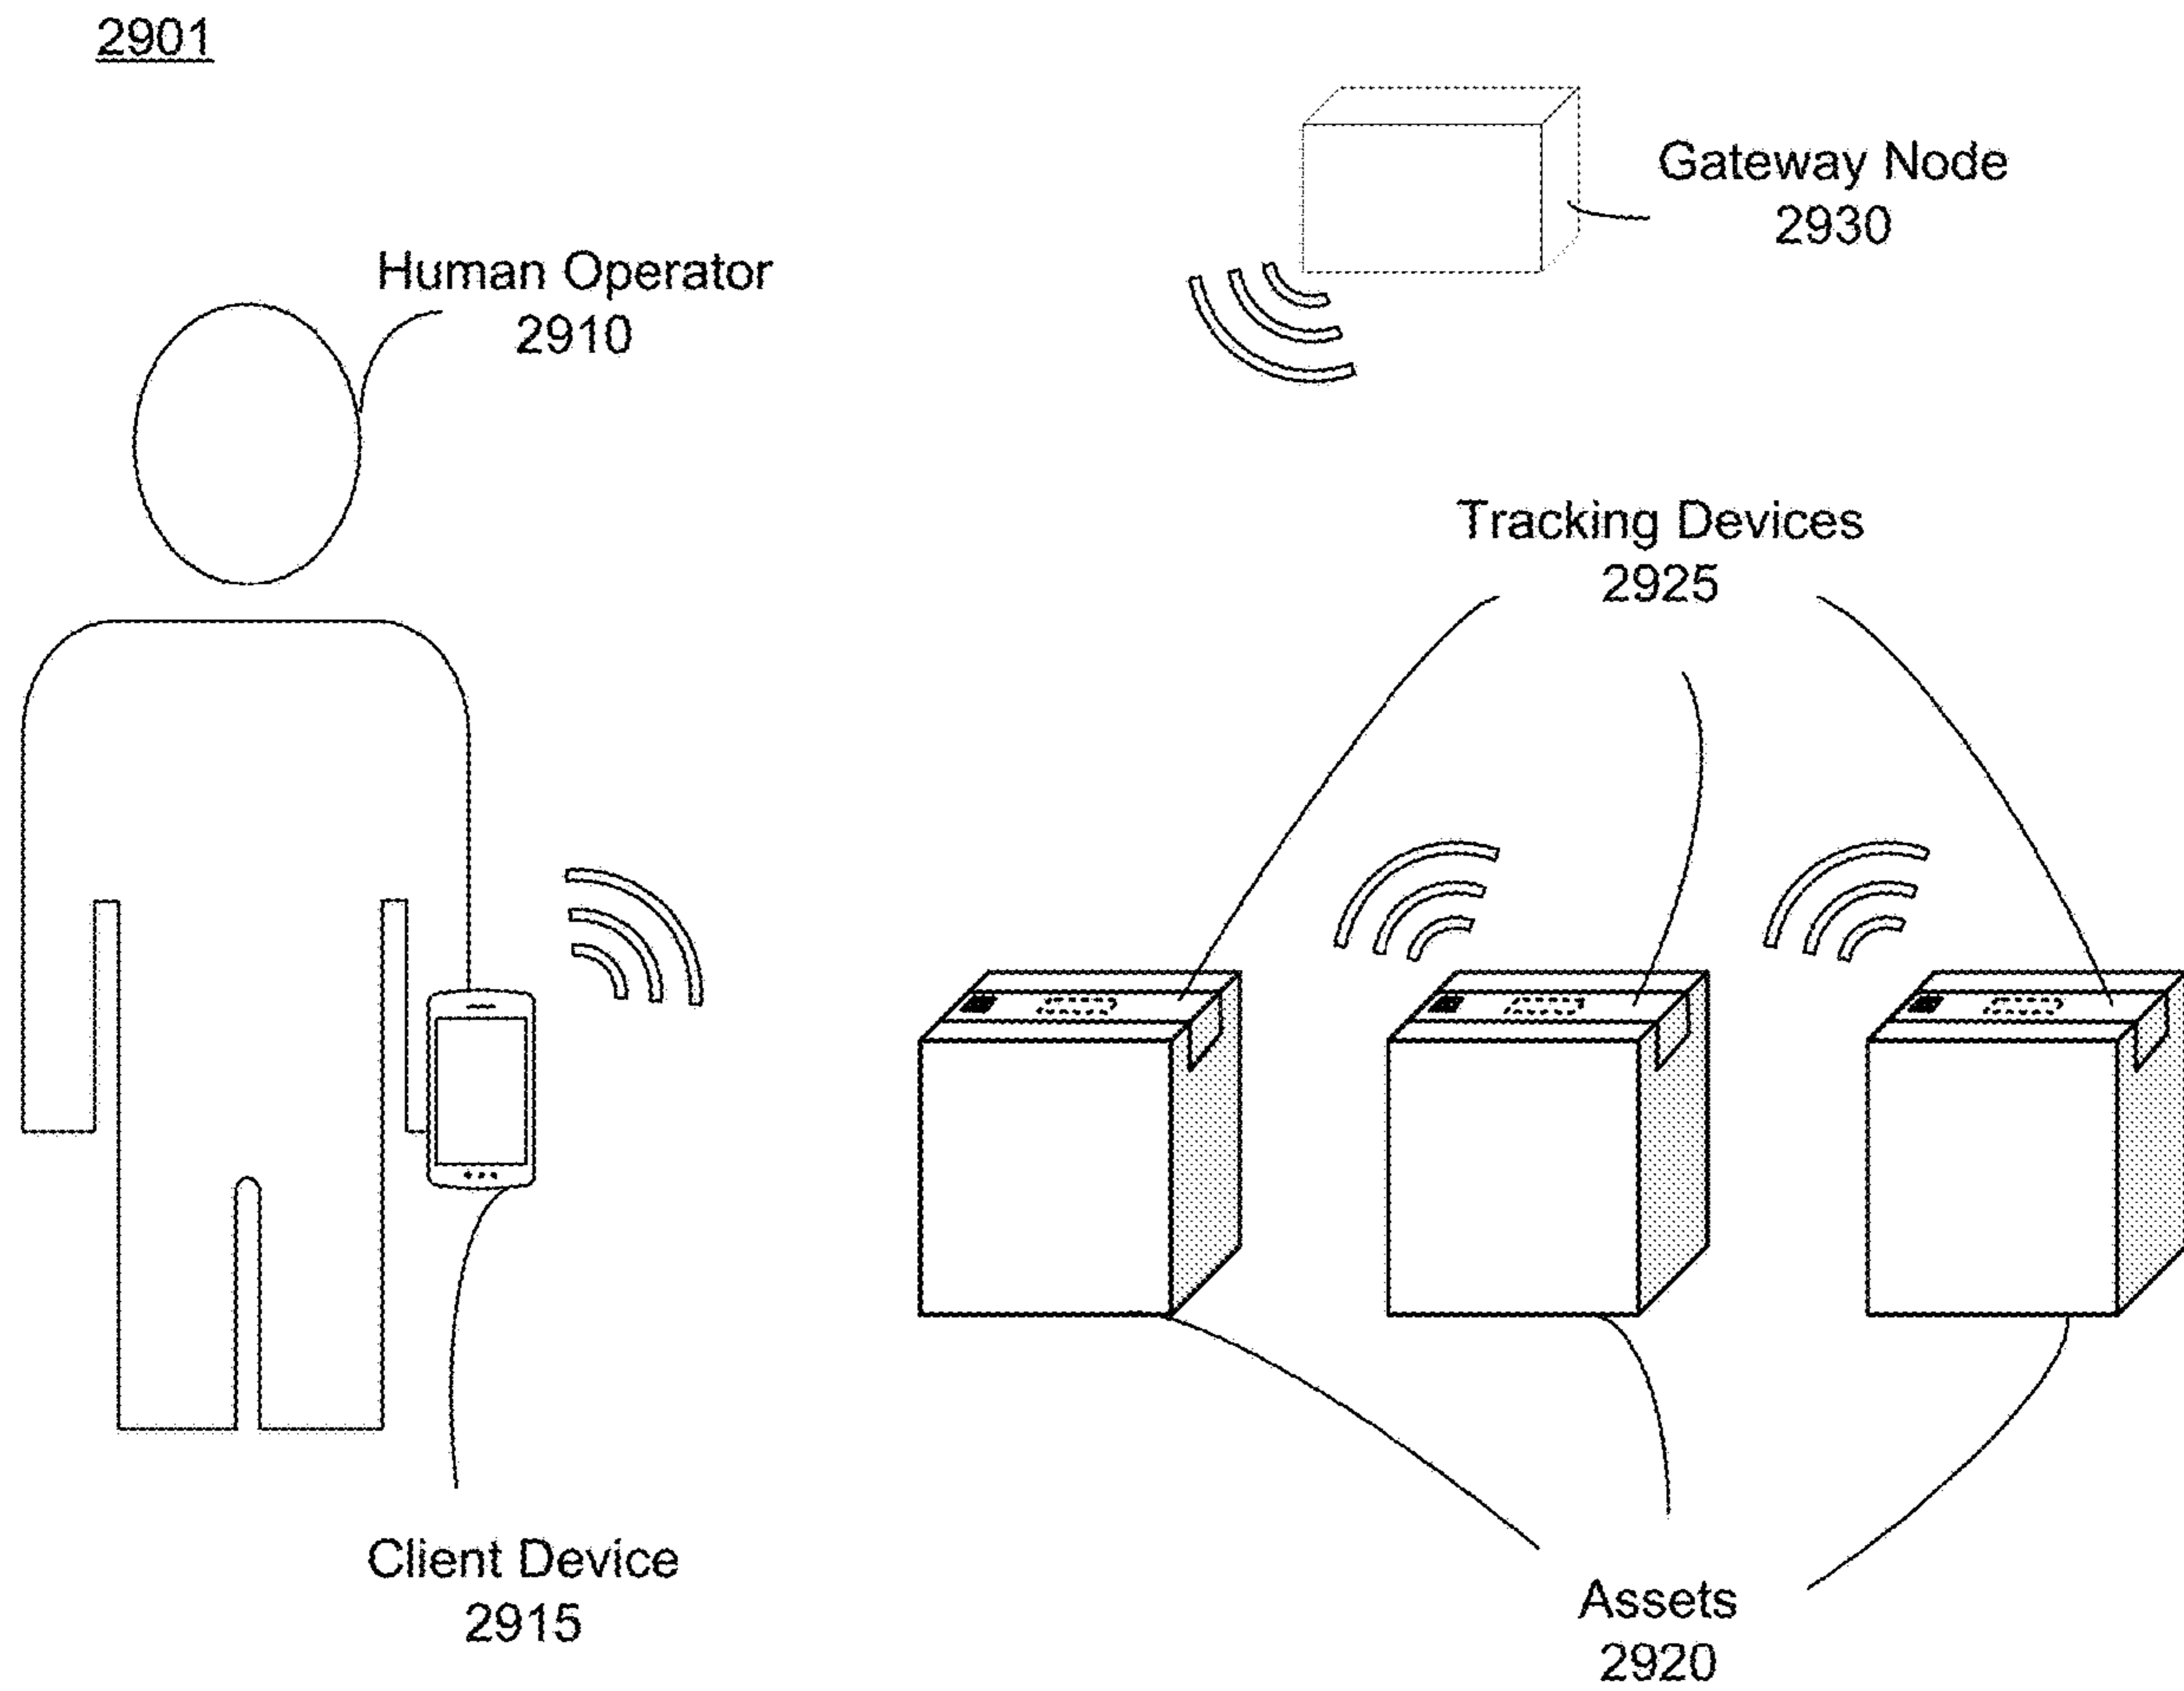 2901
Gateway Node
2930
Human Operator
2910
Tracking Devices
2925
Client Device
2915
Assets
2920